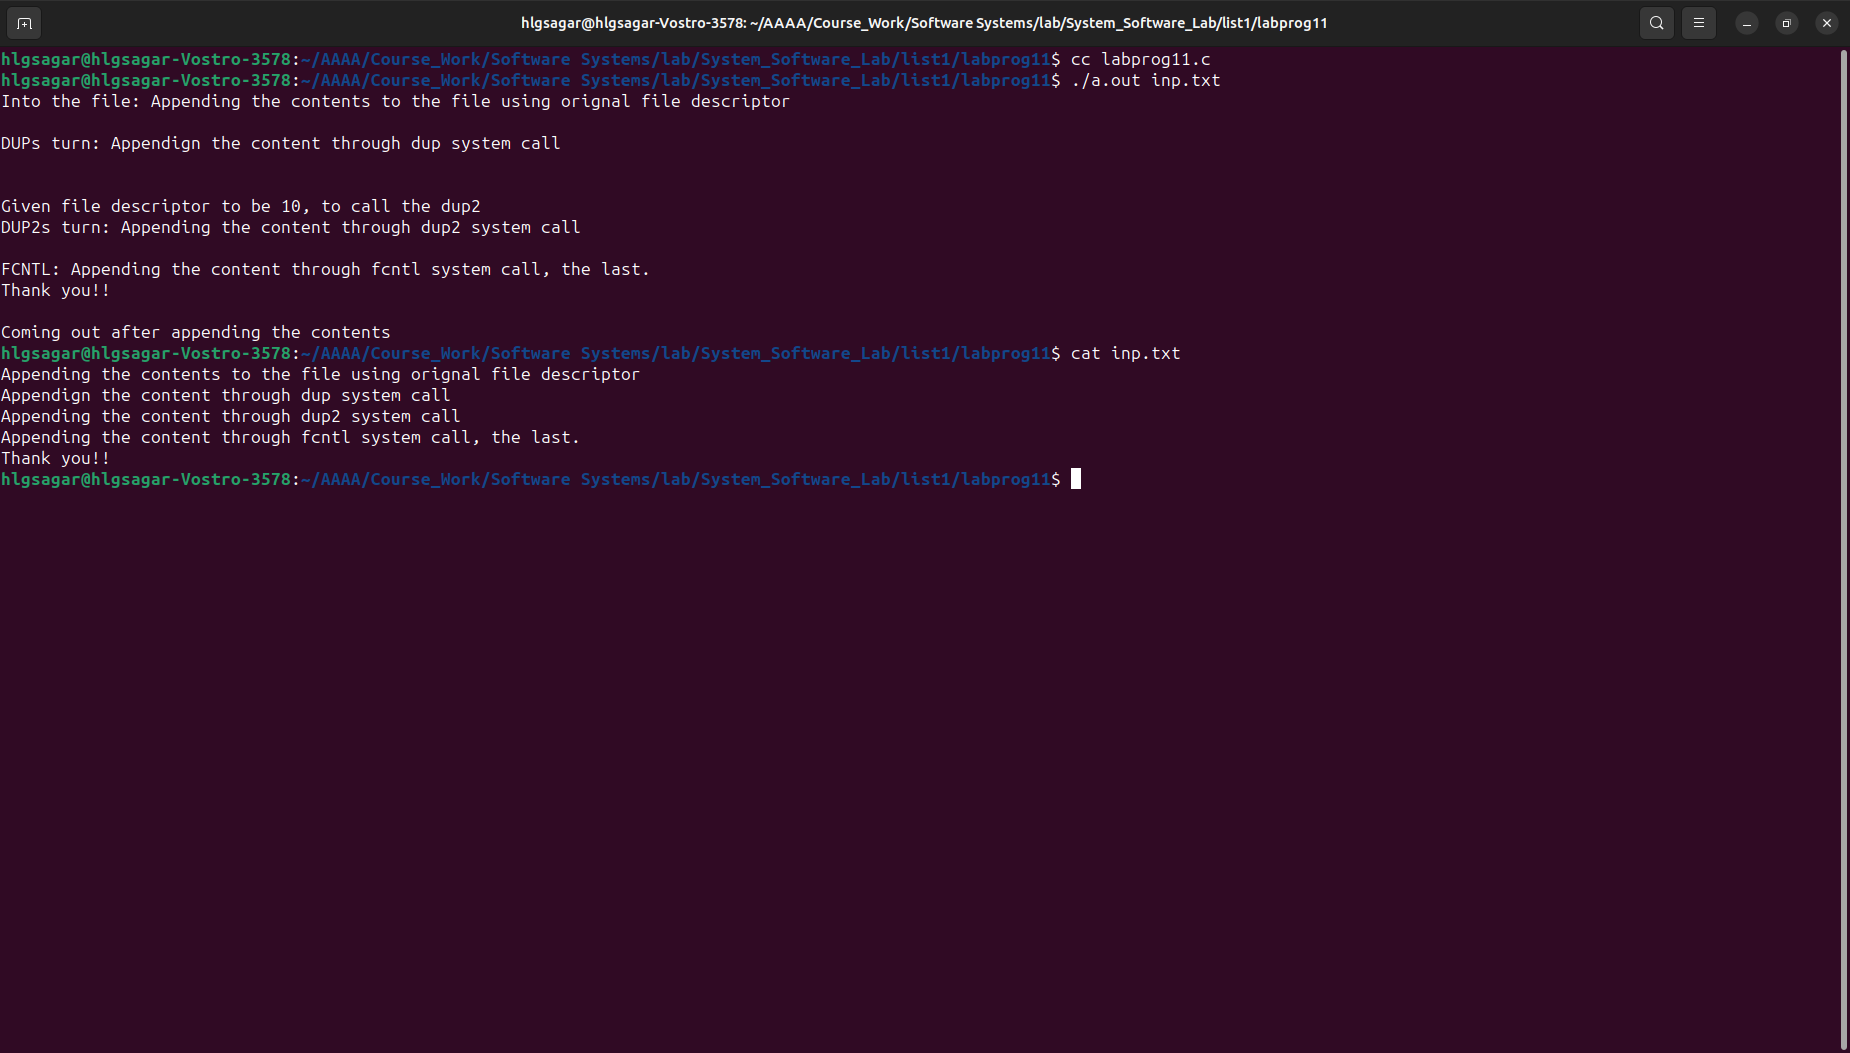 hlgsagar@hlgsagar-Vostro-3578: ~/AAAA/Course_Work/Software Systems/lab/System_Software_Lab/list1/labprog11
hlgsagar@hlgsagar-Vostro-3578:~/AAAA/Course_Work/Software Systems/lab/System_Software_Lab/list1/labprog11$ cc labprog11.c
hlgsagar@hlgsagar-Vostro-3578:~/AAAA/Course_Work/Software Systems/lab/System_Software_Lab/list1/labprog11$ ./a.out inp.txt
Into the file: Appending the contents to the file using orignal file descriptor
DUPs turn: Appendign the content through dup system call
Given file descriptor to be 10, to call the dup2
DUP2s turn: Appending the content through dup2 system call
FCNTL: Appending the content through fcntl system call, the last.
Thank you!!
Coming out after appending the contents
hlgsagar@hlgsagar-Vostro-3578:~/AAAA/Course_Work/Software Systems/lab/System_Software_Lab/list1/labprog11$ cat inp.txt
Appending the contents to the file using orignal file descriptor
Appendign the content through dup system call
Appending the content through dup2 system call
Appending the content through fcntl system call, the last.
Thank you!!
hlgsagar@hlgsagar-Vostro-3578:~/AAAA/Course_Work/Software Systems/lab/System_Software_Lab/list1/labprog11$